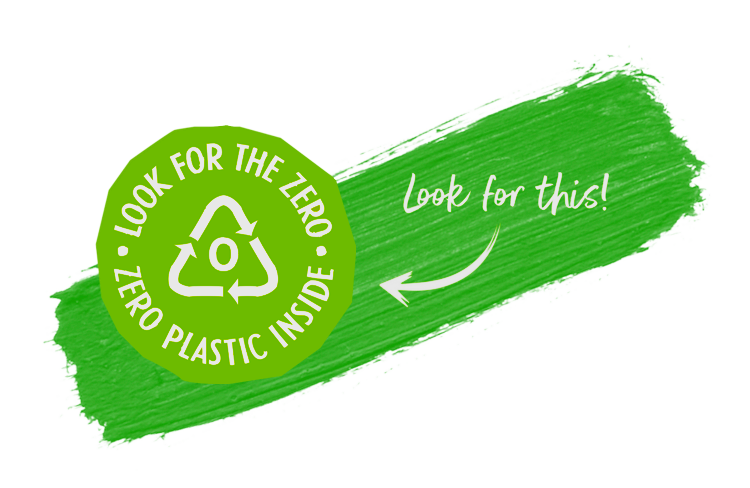 LOOK FOR THE ZERO
0
ZERO PLASTIC INSIDE
Look for this!